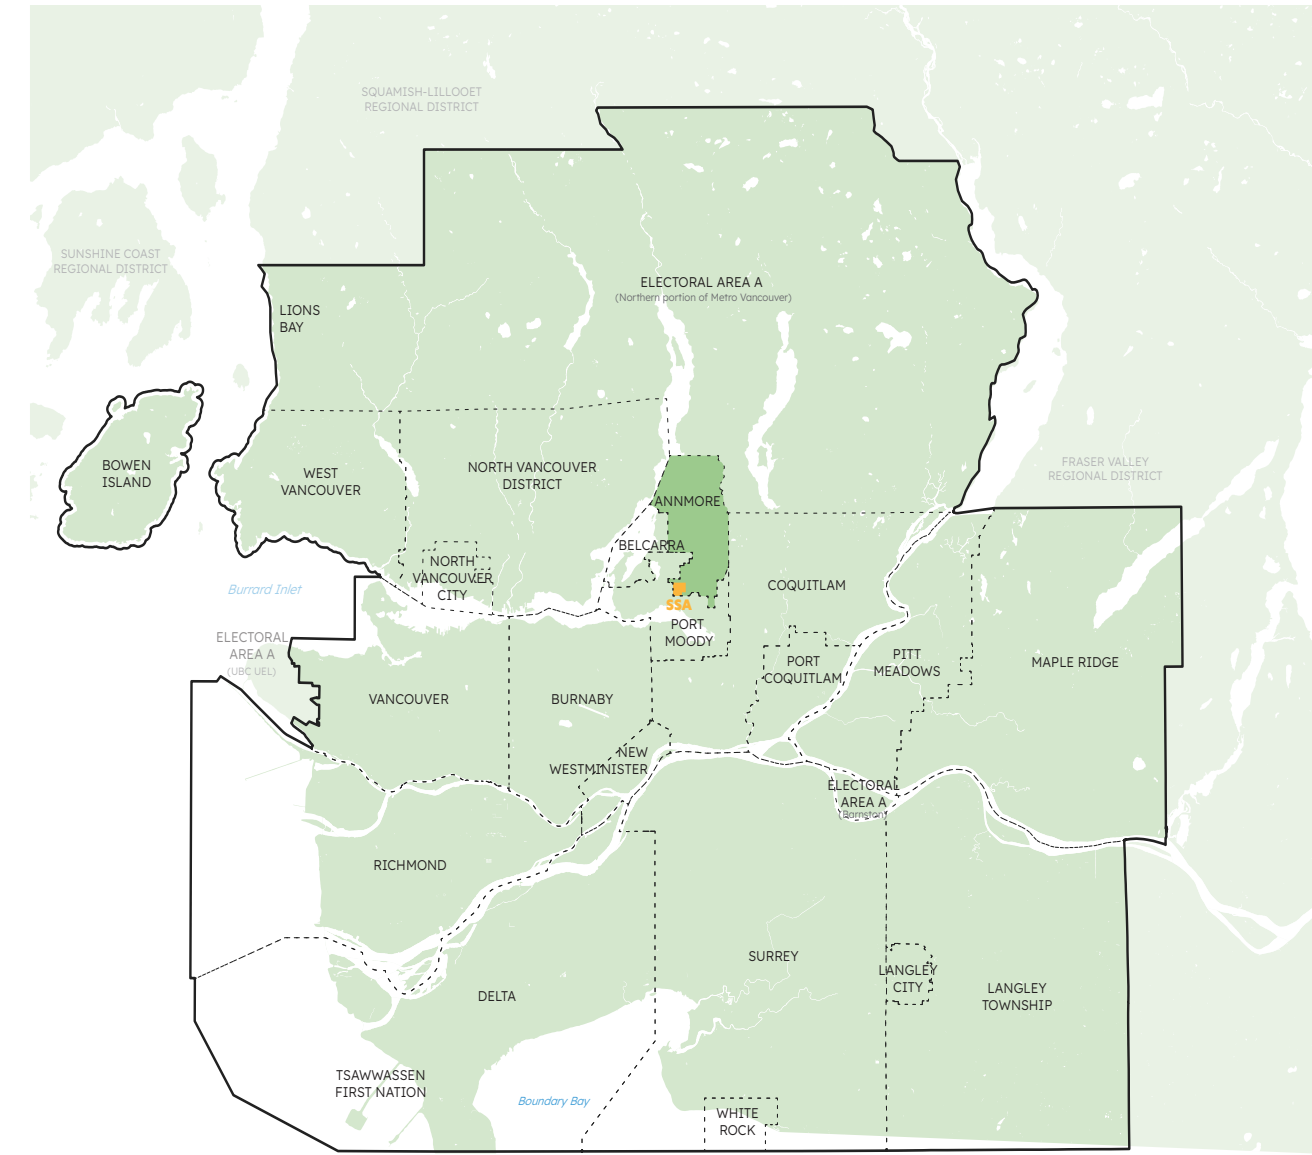 SQUAMISH-LILLOOET
REGIONAL DISTRICT
SUNSHINE COAST
REGIONAL DISTRICT
ELECTORAL AREA A
(Northern portion of Metro Vancouver)
LIONS
BAY
BOWEN
ISLAND
WEST
VANCOUVER
NORTH VANCOUVER
DISTRICT
FRASER VALLEY
REGIONAL DISTRICT
ANNMORE
BELCARRA
NORTH
VANCOUVER
CITY
COQUITLAM
Burrard Inlet
SSA
PORT
MOODY
ELECTORAL
AREA A
(UBC UEL)
PORT
COQUITLAM
PITT
MEADOWS
MAPLE RIDGE
VANCOUVER
BURNABY
NEW
WESTMINISTER
ELECTORAL
AREA A
(Barnston)
RICHMOND
SURREY
LANGLEY
CITY
DELTA
LANGLEY
TOWNSHIP
TSAWWASSEN
FIRST NATION
Boundary Bay
WHITE
ROCK